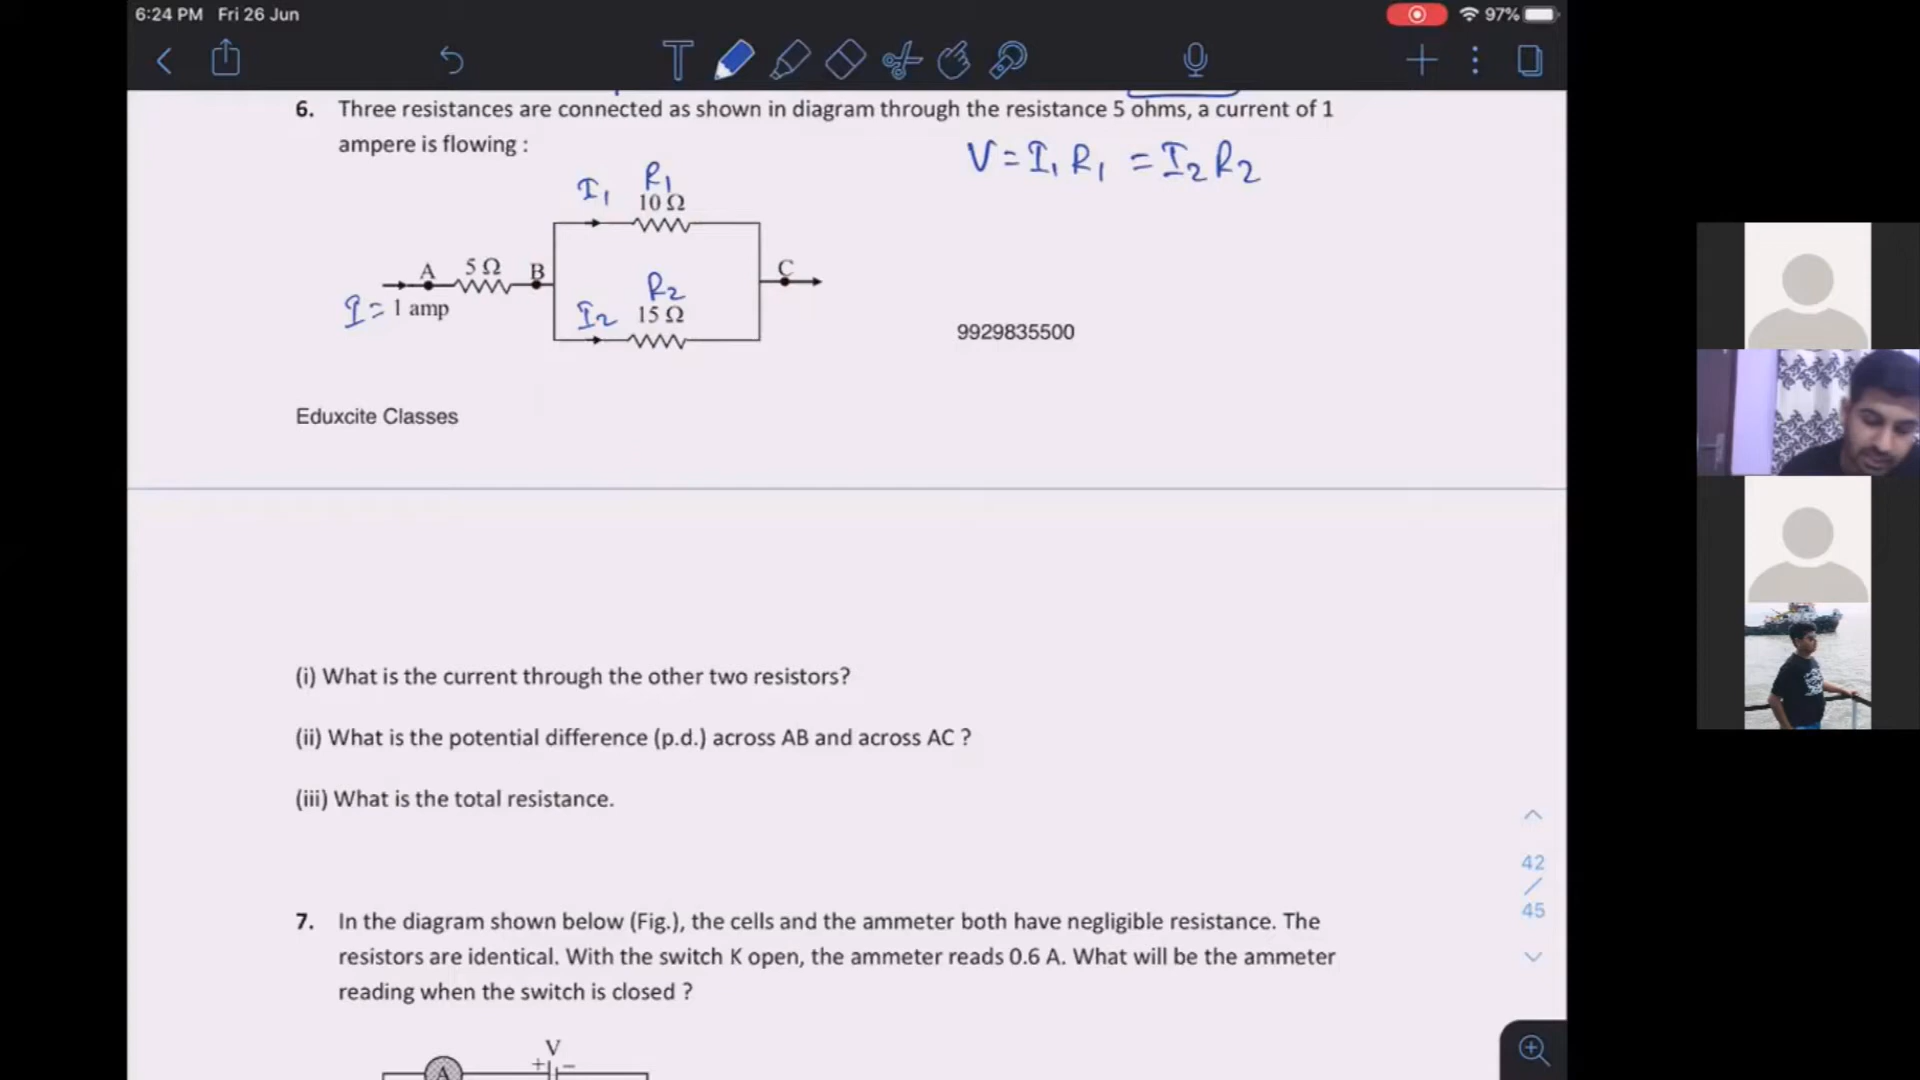 6:24 PM Fri 26 Jun
97%
6. Three resistances are connected as shown in diagram through the resistance 5 ohms, a current of 1
ampere is flowing :
V = I₁ R₁ = I₂ R₂
I₁ R₁
10 Ω
A 5 Ω B
C
R₂
I = 1 amp
I₂ 15 Ω
9929835500
Eduxcite Classes
(i) What is the current through the other two resistors?
(ii) What is the potential difference (p.d.) across AB and across AC ?
(iii) What is the total resistance.
42
/
45
7. In the diagram shown below (Fig.), the cells and the ammeter both have negligible resistance. The
resistors are identical. With the switch K open, the ammeter reads 0.6 A. What will be the ammeter
reading when the switch is closed ?
V
+ −
A